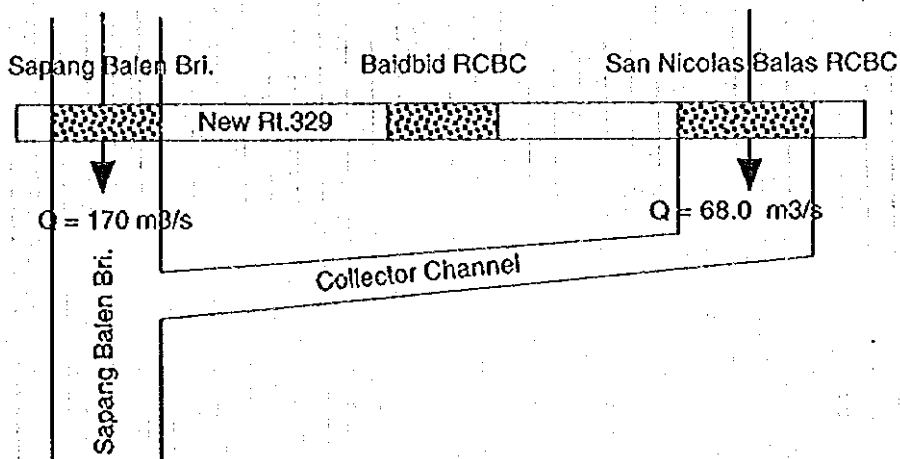 Sapang Balen Bri.
Baidbid RCBC
San Nicolas Balas RCBC
New Rt.329
Q = 170 m3/s
Q = 68.0 m3/s
Collector Channel
Sapang Balen Bri.